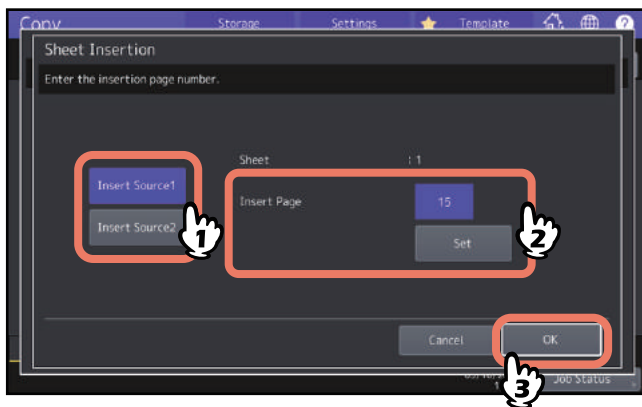 Copy Storage Settings Template
Sheet Insertion
Enter the insertion page number.
Sheet : 1
Insert Source1
Insert Page 15
Insert Source2
Set
1
2
Cancel OK
3
Job Status